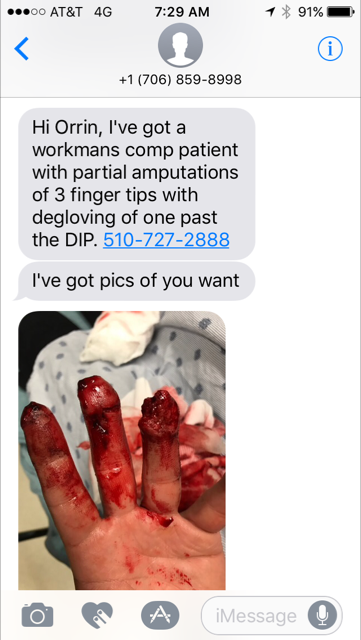 AT&T 4G 7:29 AM 91%
+1 (706) 859-8998
Hi Orrin, I've got a
workmans comp patient
with partial amputations
of 3 finger tips with
degloving of one past
the DIP. 510-727-2888
I've got pics of you want
iMessage